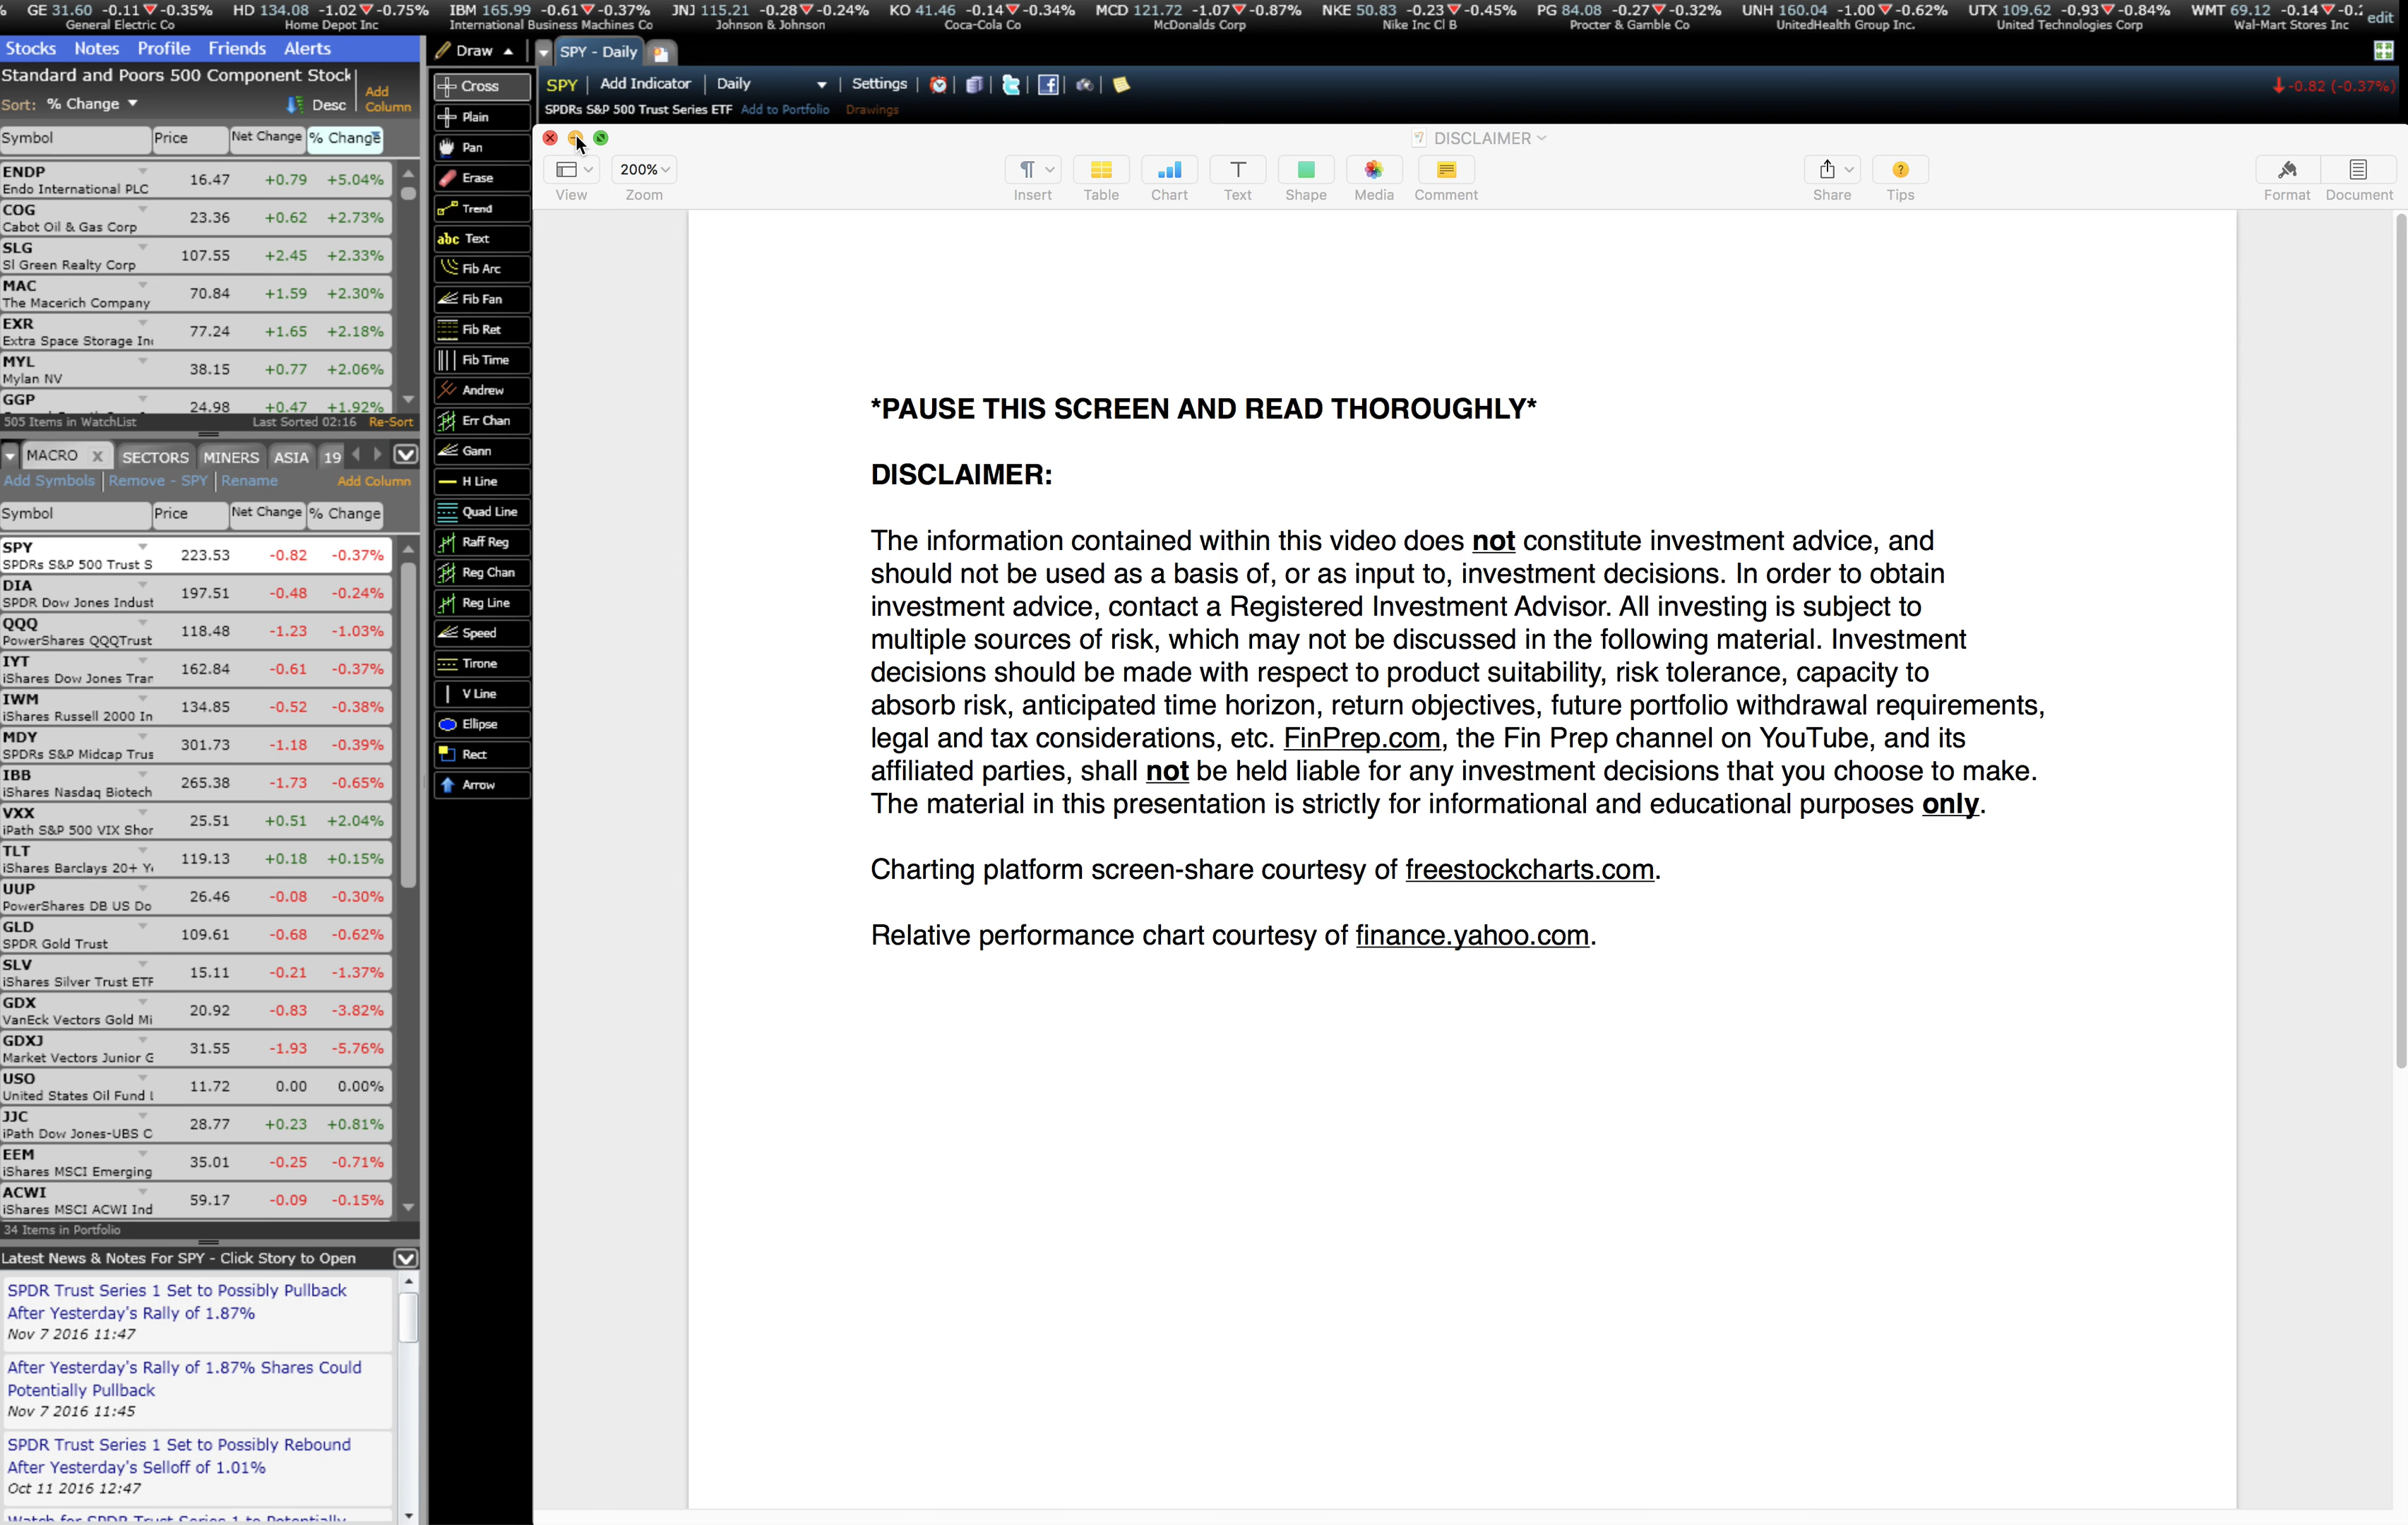 GE 31.60 -0.11 -0.35% HD 134.08 -1.02 -0.75% IBM 165.99 -0.61 -0.37% JNJ 115.21 -0.28 -0.24% KO 41.46 -0.14 -0.34% MCD 121.72 -1.07 -0.87% NKE 50.83 -0.23 -0.45% PG 84.08 -0.27 -0.32% UNH 160.04 -1.00 -0.62% UTX 109.62 -0.93 -0.84% WMT 69.12 -0.14 edit
General Electric Co Home Depot Inc International Business Machines Co Johnson & Johnson Coca-Cola Co McDonalds Corp Nike Inc Cl B Procter & Gamble Co UnitedHealth Group Inc. United Technologies Corp Wal-Mart Stores Inc
Stocks Notes Profile Friends Alerts
Standard and Poors 500 Component Stock
Sort: % Change Desc Add Column
Symbol Price Net Change % Change
ENDP 16.47 +0.79 +5.04%
Endo International PLC
COG 23.36 +0.62 +2.73%
Cabot Oil & Gas Corp
SLG 107.55 +2.45 +2.33%
Sl Green Realty Corp
MAC 70.84 +1.59 +2.30%
The Macerich Company
EXR 77.24 +1.65 +2.18%
Extra Space Storage In
MYL 38.15 +0.77 +2.06%
Mylan NV
GGP 24.98 +0.47 +1.92%
505 Items in WatchList Last Sorted 02:16 Re-Sort
MACRO X SECTORS MINERS ASIA 19
Add Symbols Remove - SPY Rename Add Column
Symbol Price Net Change % Change
SPY 223.53 -0.82 -0.37%
SPDRs S&P 500 Trust S
DIA 197.51 -0.48 -0.24%
SPDR Dow Jones Indust
QQQ 118.48 -1.23 -1.03%
PowerShares QQQTrust
IYT 162.84 -0.61 -0.37%
iShares Dow Jones Tran
IWM 134.85 -0.52 -0.38%
iShares Russell 2000 In
MDY 301.73 -1.18 -0.39%
SPDRs S&P Midcap Trus
IBB 265.38 -1.73 -0.65%
iShares Nasdaq Biotech
VXX 25.51 +0.51 +2.04%
iPath S&P 500 VIX Shor
TLT 119.13 +0.18 +0.15%
iShares Barclays 20+ Y
UUP 26.46 -0.08 -0.30%
PowerShares DB US Do
GLD 109.61 -0.68 -0.62%
SPDR Gold Trust
SLV 15.11 -0.21 -1.37%
iShares Silver Trust ETF
GDX 20.92 -0.83 -3.82%
VanEck Vectors Gold Mi
GDXJ 31.55 -1.93 -5.76%
Market Vectors Junior G
USO 11.72 0.00 0.00%
United States Oil Fund
JJC 28.77 +0.23 +0.81%
iPath Dow Jones-UBS C
EEM 35.01 -0.25 -0.71%
iShares MSCI Emerging
ACWI 59.17 -0.09 -0.15%
iShares MSCI ACWI Ind
34 Items in Portfolio
Latest News & Notes For SPY - Click Story to Open
SPDR Trust Series 1 Set to Possibly Pullback
After Yesterday's Rally of 1.87%
Nov 7 2016 11:47
After Yesterday's Rally of 1.87% Shares Could
Potentially Pullback
Nov 7 2016 11:45
SPDR Trust Series 1 Set to Possibly Rebound
After Yesterday's Selloff of 1.01%
Oct 11 2016 12:47
Watch for SPDR Trust Series 1 to Potentially
Draw
Cross
Plain
Pan
Erase
Trend
abc Text
Fib Arc
Fib Fan
Fib Ret
Fib Time
Andrew
Err Chan
Gann
H Line
Quad Line
Raff Reg
Reg Chan
Reg Line
Speed
Tirone
V Line
Ellipse
Rect
Arrow
SPY - Daily
SPY Add Indicator Daily Settings -0.82 (-0.37%)
SPDRs S&P 500 Trust Series ETF Add to Portfolio Drawings
DISCLAIMER
200%
View Zoom Insert Table Chart Text Shape Media Comment Share Tips Format Document
*PAUSE THIS SCREEN AND READ THOROUGHLY*
DISCLAIMER:
The information contained within this video does not constitute investment advice, and
should not be used as a basis of, or as input to, investment decisions. In order to obtain
investment advice, contact a Registered Investment Advisor. All investing is subject to
multiple sources of risk, which may not be discussed in the following material. Investment
decisions should be made with respect to product suitability, risk tolerance, capacity to
absorb risk, anticipated time horizon, return objectives, future portfolio withdrawal requirements,
legal and tax considerations, etc. FinPrep.com, the Fin Prep channel on YouTube, and its
affiliated parties, shall not be held liable for any investment decisions that you choose to make.
The material in this presentation is strictly for informational and educational purposes only.
Charting platform screen-share courtesy of freestockcharts.com.
Relative performance chart courtesy of finance.yahoo.com.